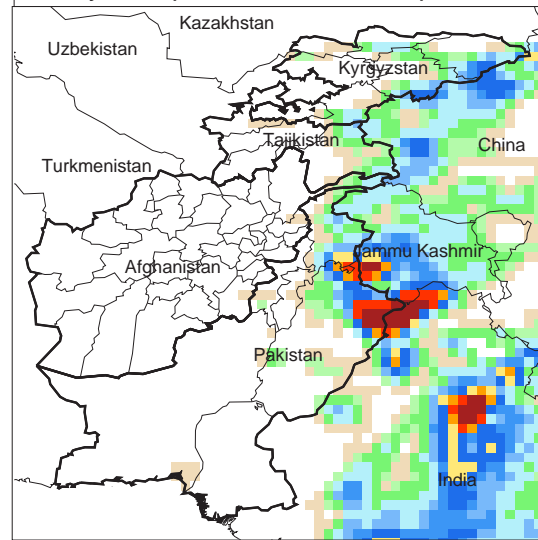 Kazakhstan
Uzbekistan
Kyrgyzstan
Tajikistan
China
Turkmenistan
Jammu Kashmir
Afghanistan
Pakistan
India